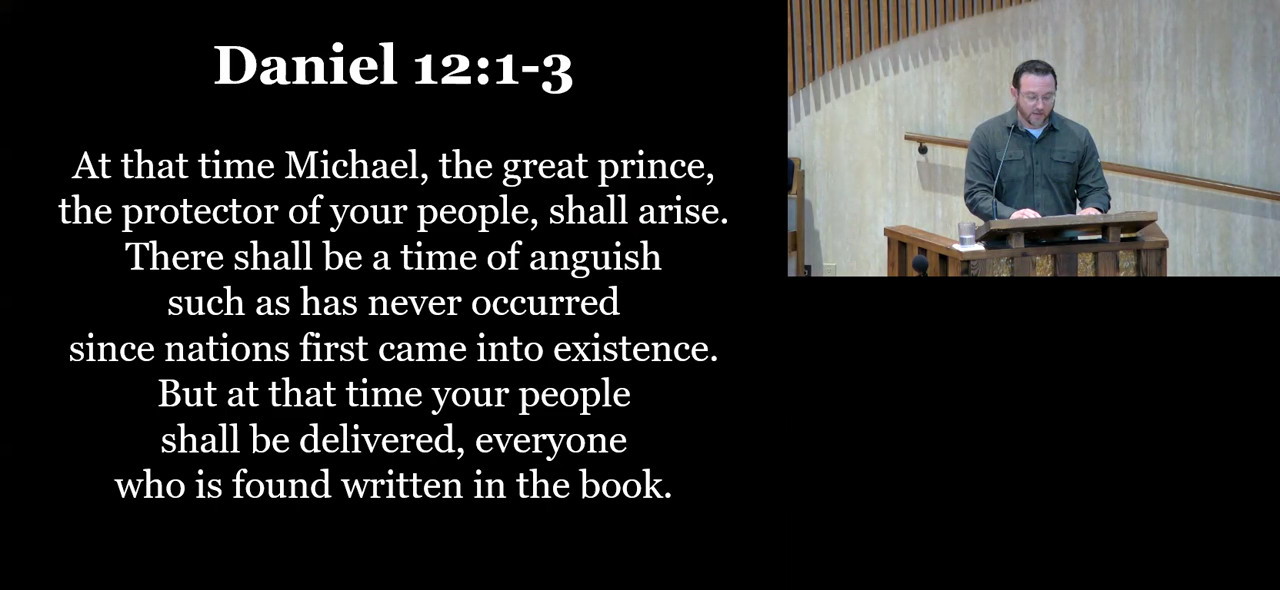 Daniel 12:1-3
At that time Michael, the great prince,
the protector of your people, shall arise.
There shall be a time of anguish
such as has never occurred
since nations first came into existence.
But at that time your people
shall be delivered, everyone
who is found written in the book.